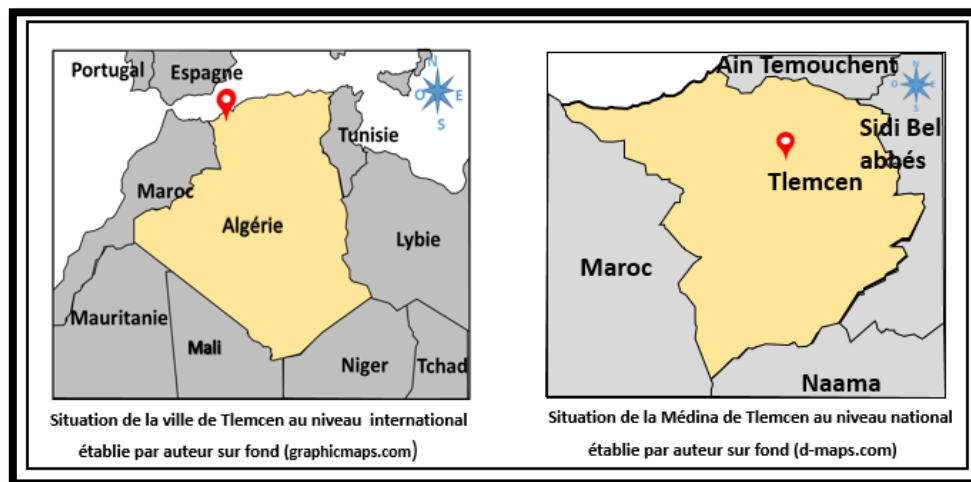 Portugal
Espagne
N
O E
S
Tunisie
Maroc
Algérie
Lybie
Mauritanie
Mali
Niger
Tchad
Situation de la ville de Tlemcen au niveau international
établie par auteur sur fond (graphicmaps.com)
Ain Temouchent
N
O E
S
Sidi Bel
abbés
Tlemcen
Maroc
Naama
Situation de la Médina de Tlemcen au niveau national
établie par auteur sur fond (d-maps.com)